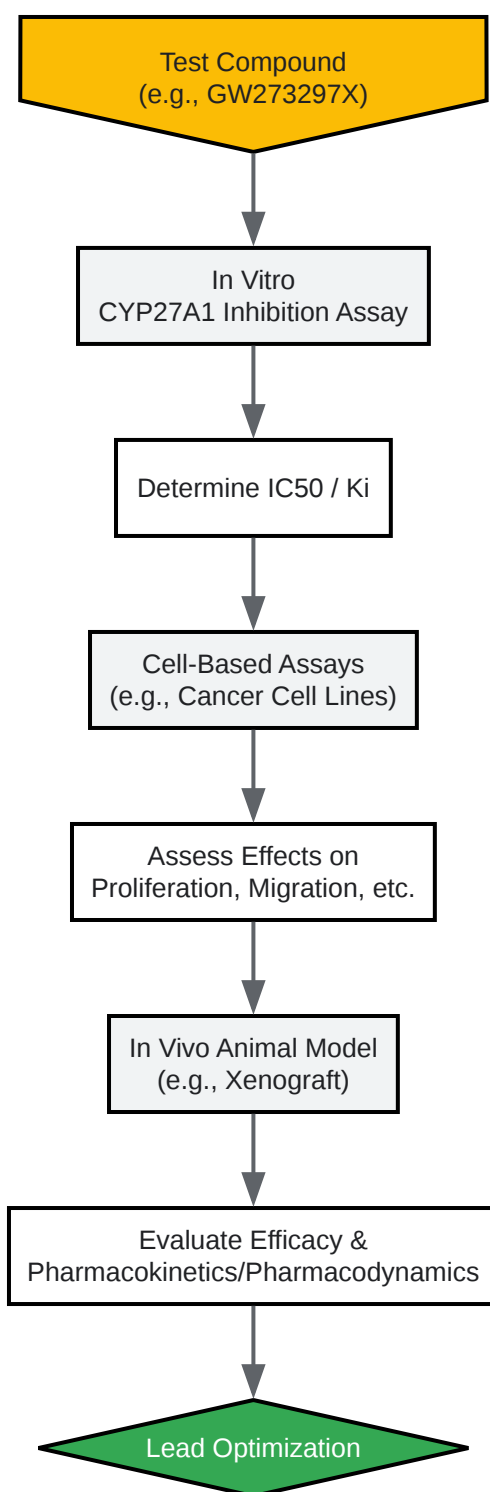 Test Compound
(e.g., GW273297X)
In Vitro
CYP27A1 Inhibition Assay
Determine IC50 / Ki
Cell-Based Assays
(e.g., Cancer Cell Lines)
Assess Effects on
Proliferation, Migration, etc.
In Vivo Animal Model
(e.g., Xenograft)
Evaluate Efficacy &
Pharmacokinetics/Pharmacodynamics
Lead Optimization